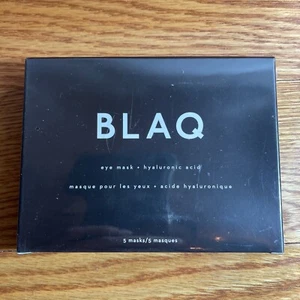 BLAQ
eye mask • hyaluronic acid
masque pour les yeux • acide hyaluronique
5 masks/5 masques